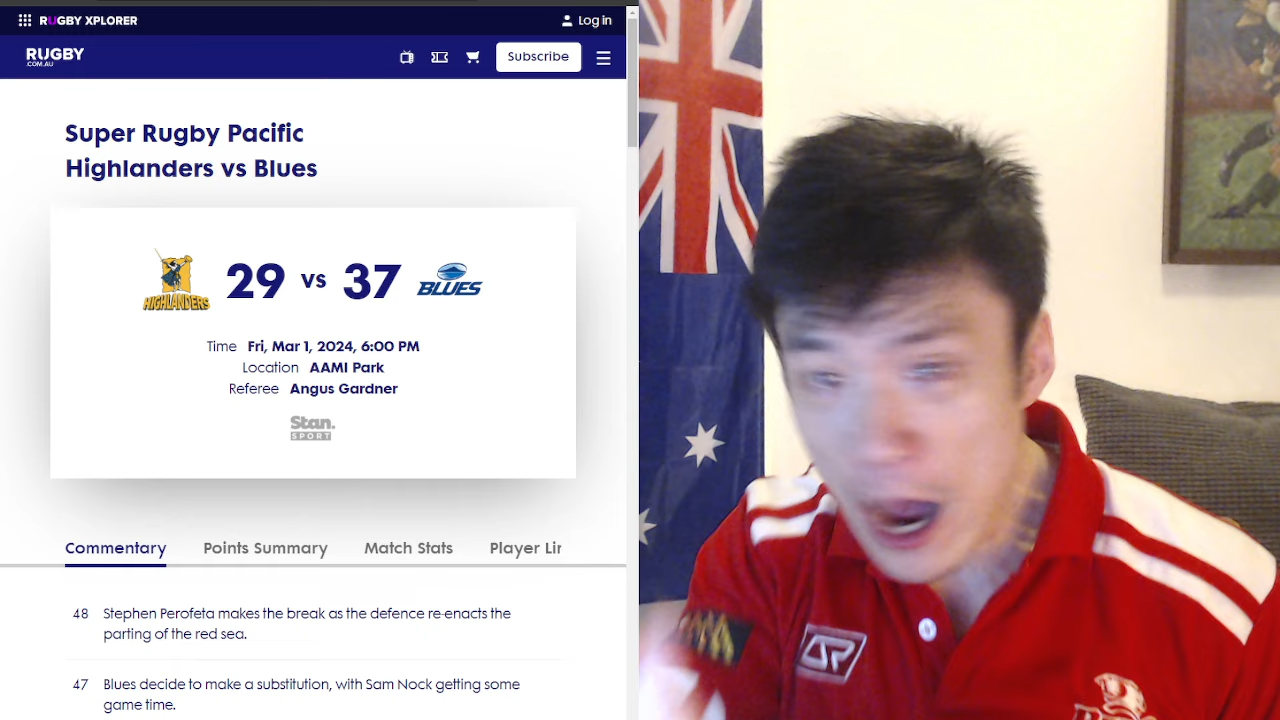 RUGBY XPLORER
Log in
RUGBY
.COM.AU
Subscribe
Super Rugby Pacific
Highlanders vs Blues
HIGHLANDERS
29 vs 37
BLUES
Time Fri, Mar 1, 2024, 6:00 PM
Location AAMI Park
Referee Angus Gardner
Stan.
SPORT
Commentary
Points Summary
Match Stats
Player Lir
48 Stephen Perofeta makes the break as the defence re-enacts the
parting of the red sea.
47 Blues decide to make a substitution, with Sam Nock getting some
game time.